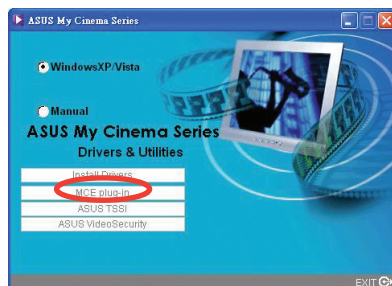 ASUS My Cinema Series
WindowsXP/Vista
Manual
ASUS My Cinema Series
Drivers & Utilities
Install Drivers
MCE plug-in
ASUS TSSI
ASUS VideoSecurity
EXIT